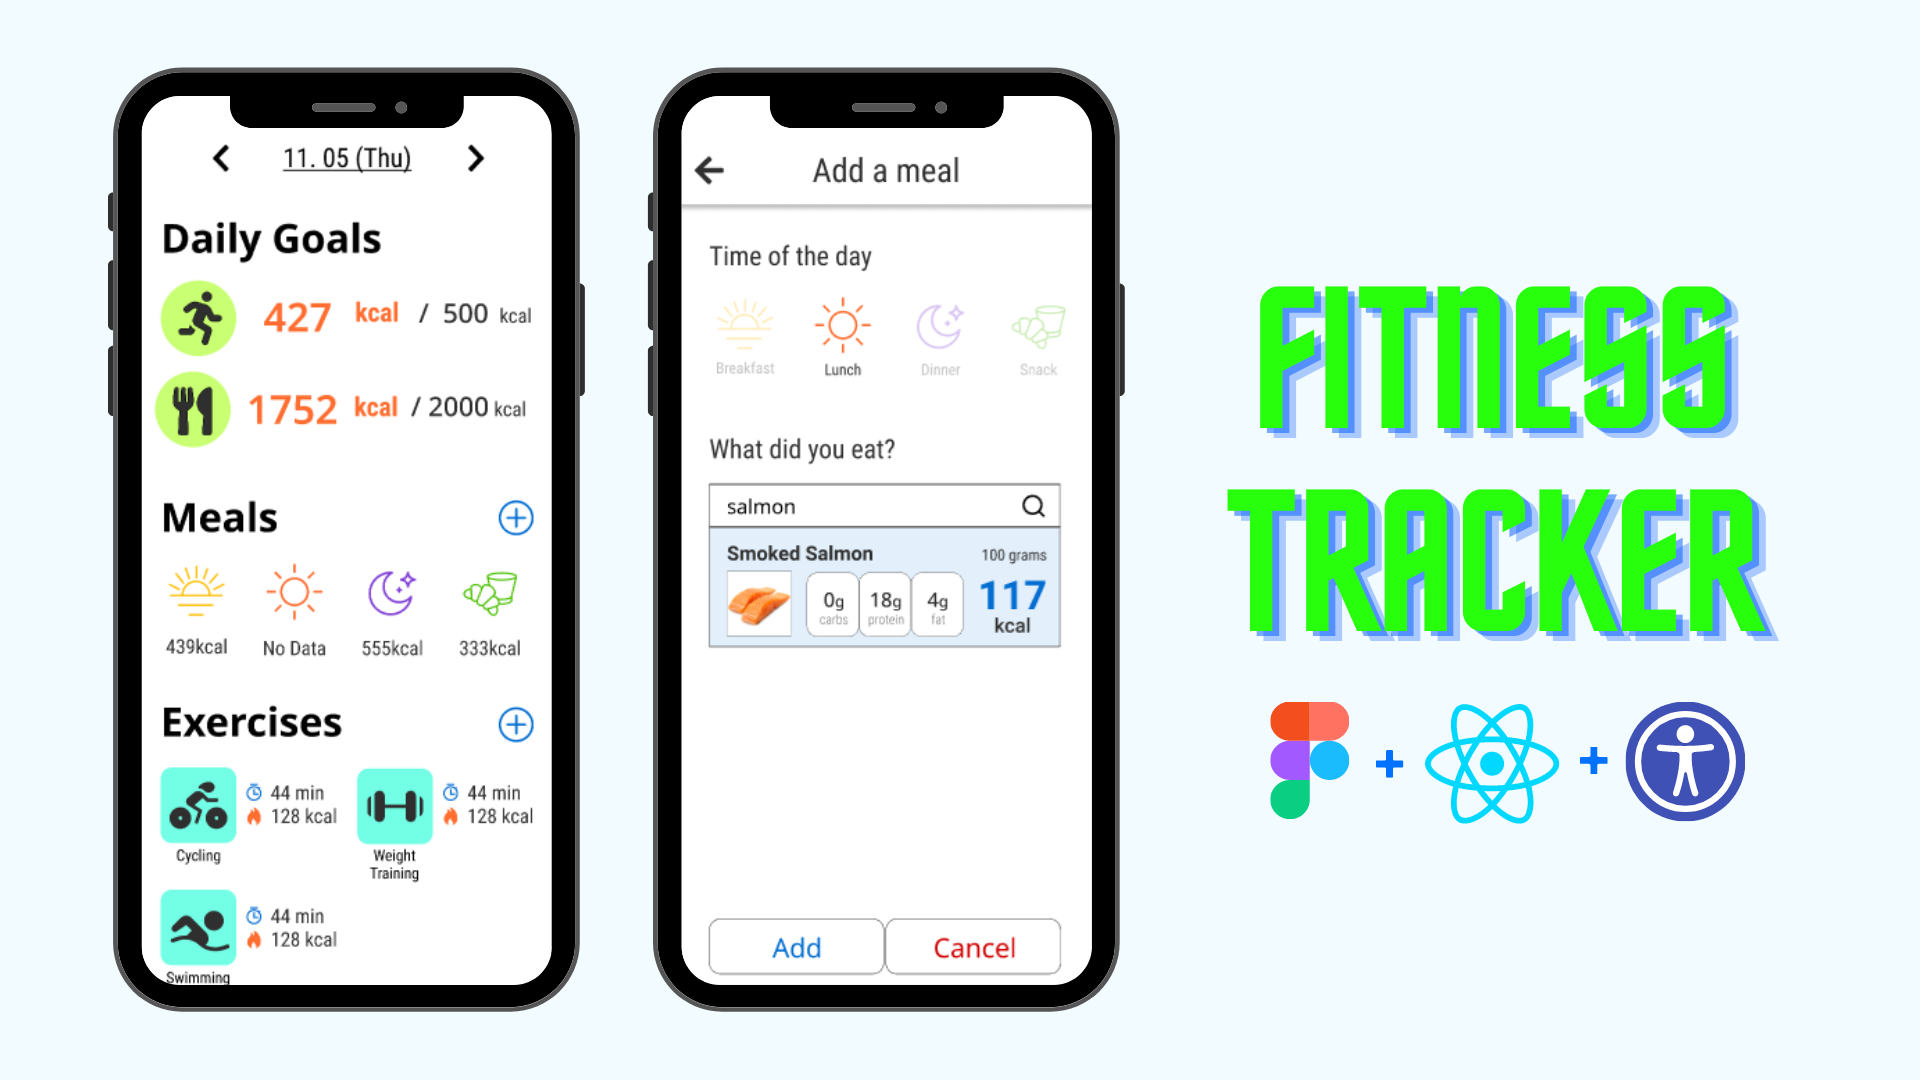 11. 05 (Thu)
Daily Goals
427 kcal / 500 kcal
1752 kcal / 2000 kcal
Meals
439kcal No Data 555kcal 333kcal
Exercises
44 min 44 min
128 kcal 128 kcal
Cycling Weight
Training
44 min
128 kcal
Swimming
Add a meal
Time of the day
Breakfast Lunch Dinner Snack
What did you eat?
salmon
Smoked Salmon 100 grams
0g 18g 4g 117
carbs protein fat kcal
Add Cancel
FITNESS
TRACKER
+ +